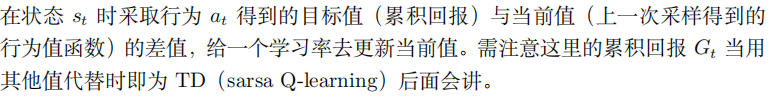 在状态 s_t 时采取行为 a_t 得到的目标值（累积回报）与当前值（上一次采样得到的
行为值函数）的差值，给一个学习率去更新当前值。需注意这里的累积回报 G_t 当用
其他值代替时即为 TD（sarsa Q-learning）后面会讲。